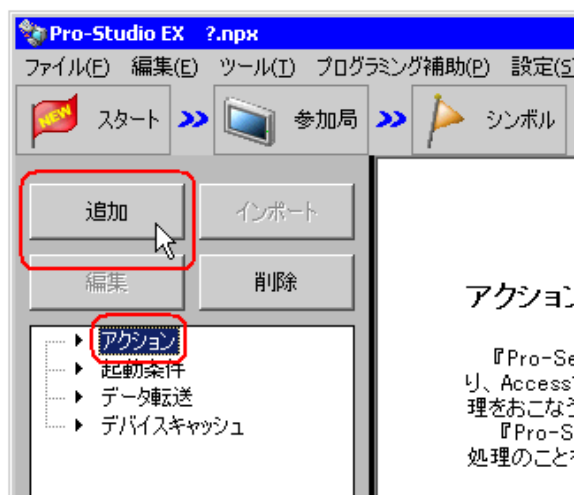 Pro-Studio EX ?.npx
ファイル(F) 編集(E) ツール(T) プログラミング補助(P) 設定(S
NEW スタート 参加局 シンボル
追加 インポート
編集 削除
アクション
起動条件
データ転送
デバイスキャッシュ
アクション
『Pro-Se
り、Access
理をおこなう
『Pro-S
処理のことを